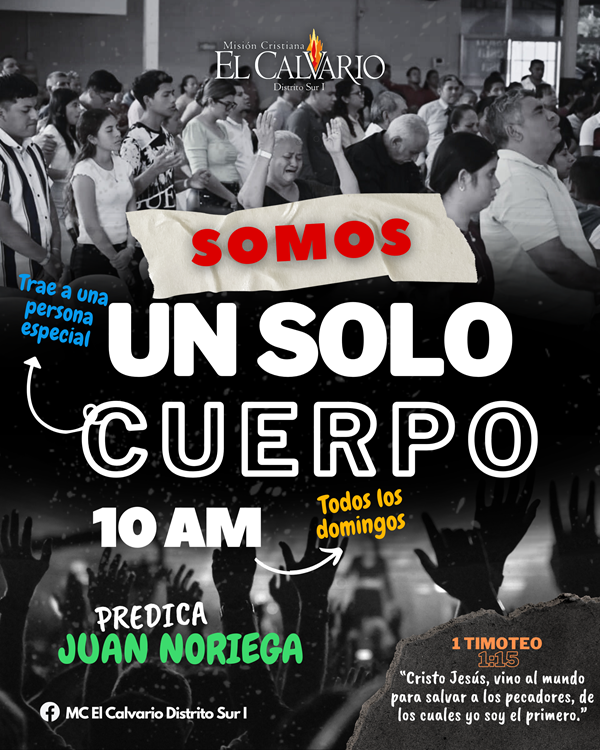 Misión Cristiana
EL CALVARIO
Distrito Sur I
SOMOS
Trae a una
persona
especial
UN SOLO
CUERPO
10 AM
Todos los
domingos
PREDICA
JUAN NORIEGA
1 TIMOTEO
1:15
“Cristo Jesús, vino al mundo
para salvar a los pecadores, de
los cuales yo soy el primero.”
MC El Calvario Distrito Sur I